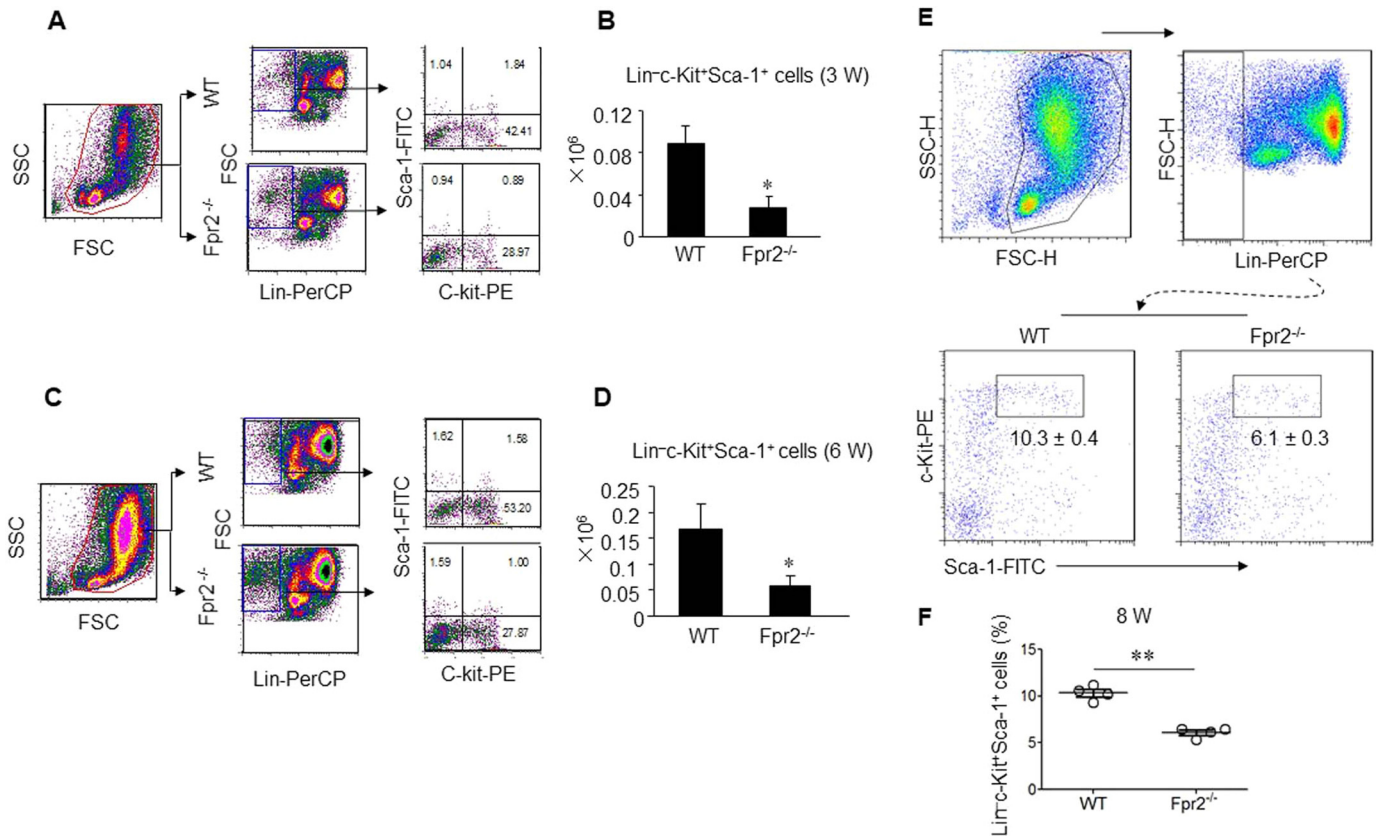 A
SSC
FSC
WT
Fpr2-/-
FSC
Lin-PerCP
Sca-1-FITC
1.04
1.84
42.41
0.94
0.89
28.97
C-kit-PE
B
Lin–c-Kit+Sca-1+ cells (3 W)
×10⁶
0.12
0.08
0.04
0
WT
Fpr2-/-
C
SSC
FSC
WT
Fpr2-/-
FSC
Lin-PerCP
Sca-1-FITC
1.62
1.58
53.20
1.59
1.00
27.87
C-kit-PE
D
Lin–c-Kit+Sca-1+ cells (6 W)
×10⁶
0.25
0.2
0.15
0.1
0.05
0
*
*
WT
Fpr2-/-
E
SSC-H
FSC-H
FSC-H
Lin-PerCP
WT
Fpr2-/-
c-Kit-PE
10.3 ± 0.4
6.1 ± 0.3
Sca-1-FITC
F
8 W
Lin–c-Kit+Sca-1+ cells (%)
15
10
5
0
**
WT
Fpr2-/-